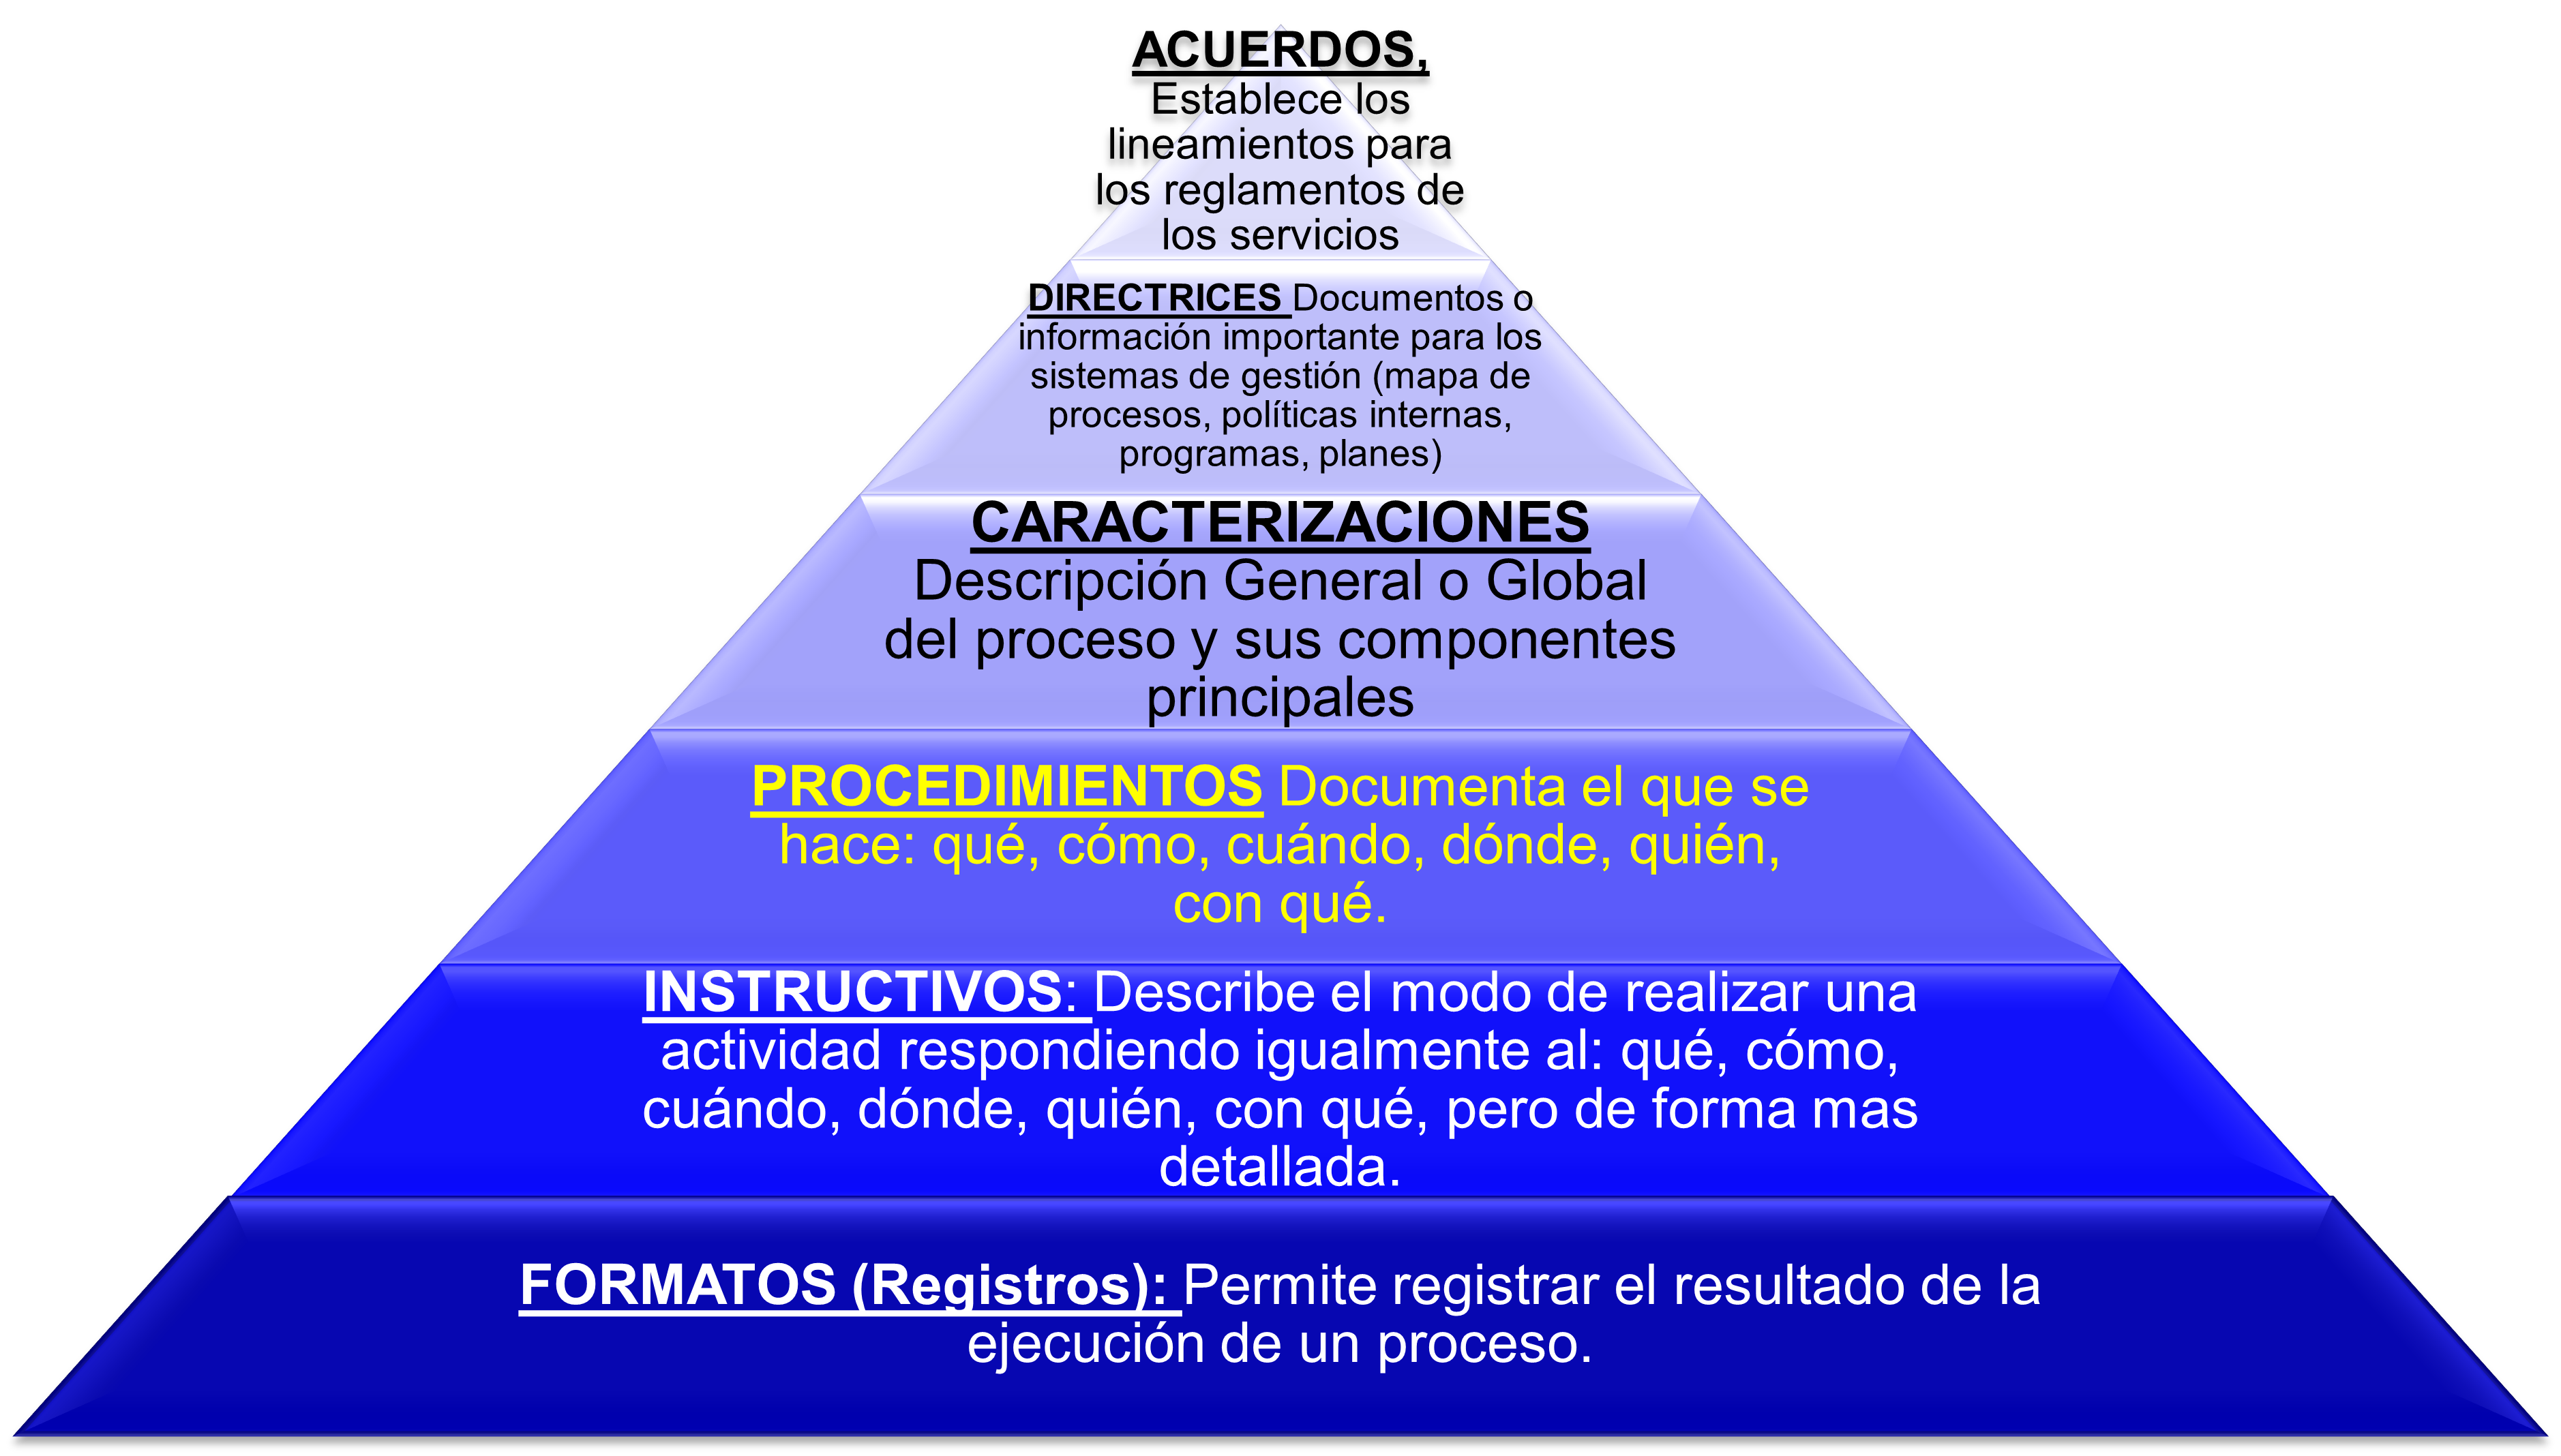 ACUERDOS,
Establece los
lineamientos para
los reglamentos de
los servicios
DIRECTRICES Documentos o
información importante para los
sistemas de gestión (mapa de
procesos, políticas internas,
programas, planes)
CARACTERIZACIONES
Descripción General o Global
del proceso y sus componentes
principales
PROCEDIMIENTOS Documenta el que se
hace: qué, cómo, cuándo, dónde, quién,
con qué.
INSTRUCTIVOS: Describe el modo de realizar una
actividad respondiendo igualmente al: qué, cómo,
cuándo, dónde, quién, con qué, pero de forma mas
detallada.
FORMATOS (Registros): Permite registrar el resultado de la
ejecución de un proceso.